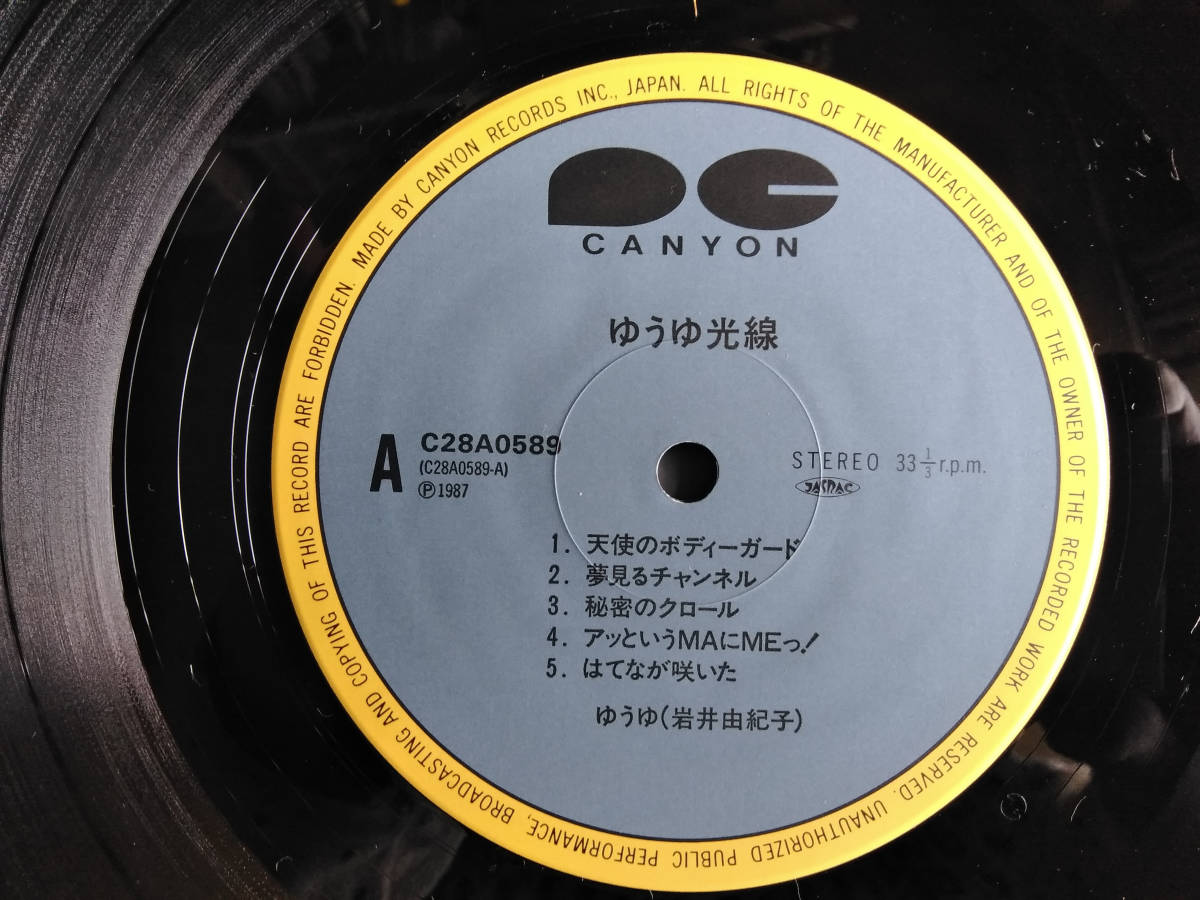 MADE BY CANYON RECORDS INC., JAPAN. ALL RIGHTS OF THE MANUFACTURER AND OF THE OWNER OF THE RECORDED WORK ARE RESERVED. UNAUTHORIZED PUBLIC PERFORMANCE, BROADCASTING AND COPYING OF THIS RECORD ARE FORBIDDEN.
PC
CANYON
ゆうゆ光線
A
C28A0589
(C28A0589-A)
Ⓟ1987
STEREO 33 1/3 r.p.m.
JASRAC
1. 天使のボディーガード
2. 夢見るチャンネル
3. 秘密のクロール
4. アッというMAにMEっ!
5. はてなが咲いた
ゆうゆ(岩井由紀子)